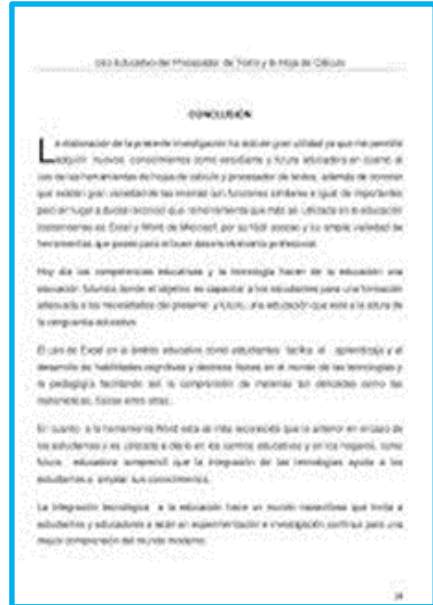 Uso Educativo del Procesador de Texto y la Hoja de Cálculo
CONCLUSIÓN
La elaboración de la presente investigación ha sido de gran utilidad ya que me permitió
adquirir nuevos conocimientos como estudiante y futura educadora en cuanto al
uso de las herramientas de hojas de cálculo y procesador de textos, además de conocer
que existen gran variedad de las mismas con funciones similares e igual de importantes
pero sin lugar a dudas reconocí que la herramienta que más es utilizada en la educación
es Excel y Word de Microsoft, por su fácil acceso y su amplia variedad de
herramientas que posee para el buen desenvolvimiento profesional.
Hoy día las competencias educativas y la tecnología hacen de la educación una
educación futurista donde el objetivo es capacitar a los estudiantes para una formación
adecuada a las necesidades del presente y futuro, una educación que este a la altura de
la vanguardia educativa.
El uso de Excel en el ámbito educativo como estudiantes facilita el aprendizaje y el
desarrollo de habilidades cognitivas y destrezas en el mundo de las tecnologías y
la pedagogía facilitando así la comprensión de materias tan delicadas como las
matemáticas, físicas entre otras.
En cuanto a la herramienta Word esta es más reconocida que la anterior en el caso de
los estudiantes y es utilizada a diario en los centros educativos y en los hogares, como
futura educadora comprendí que la integración de las tecnologías ayuda a los
estudiantes a ampliar sus conocimientos.
La integración tecnológica a la educación hace un mundo maravilloso que invita a
estudiantes y educadores a estar en experimentación e investigación continua para una
mejor comprensión del mundo moderno.